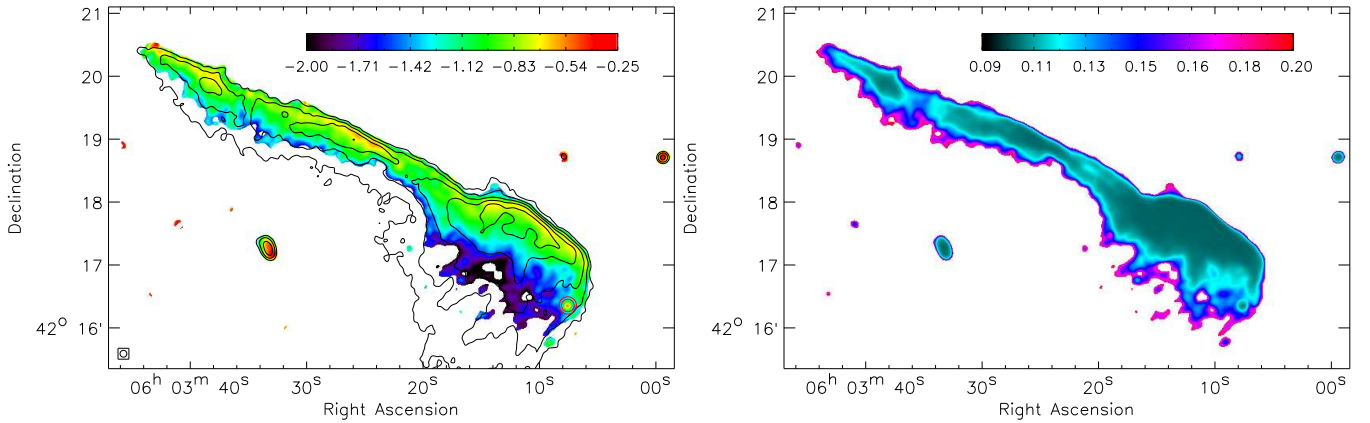 21
20
19
18
17
42° 16'
Declination
−2.00 −1.71 −1.42 −1.12 −0.83 −0.54 −0.25
06ʰ 03ᵐ 40ˢ 30ˢ 20ˢ 10ˢ 00ˢ
Right Ascension
21
20
19
18
17
42° 16'
Declination
0.09 0.11 0.13 0.15 0.16 0.18 0.20
06ʰ 03ᵐ 40ˢ 30ˢ 20ˢ 10ˢ 00ˢ
Right Ascension